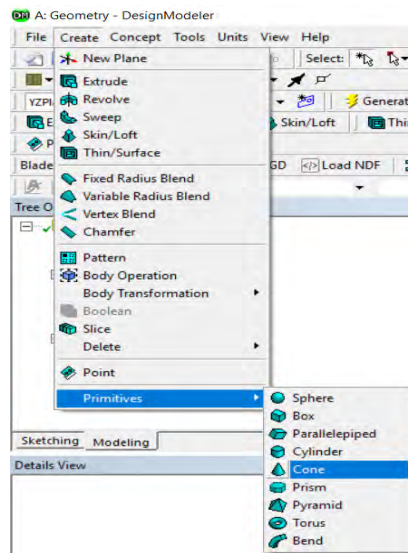 A: Geometry - DesignModeler
File Create Concept Tools Units View Help
New Plane
Select:
Extrude
Revolve
YZPl
Generat
Sweep
E
Skin/Loft
Skin/Loft
Thi
Thin/Surface
P
Blade
Fixed Radius Blend
GD
Load NDF
Variable Radius Blend
Vertex Blend
Tree O
Chamfer
Pattern
Body Operation
Body Transformation
Boolean
Slice
Delete
Point
Primitives
Sphere
Box
Parallelepiped
Sketching Modeling
Cylinder
Details View
Cone
Prism
Pyramid
Torus
Bend